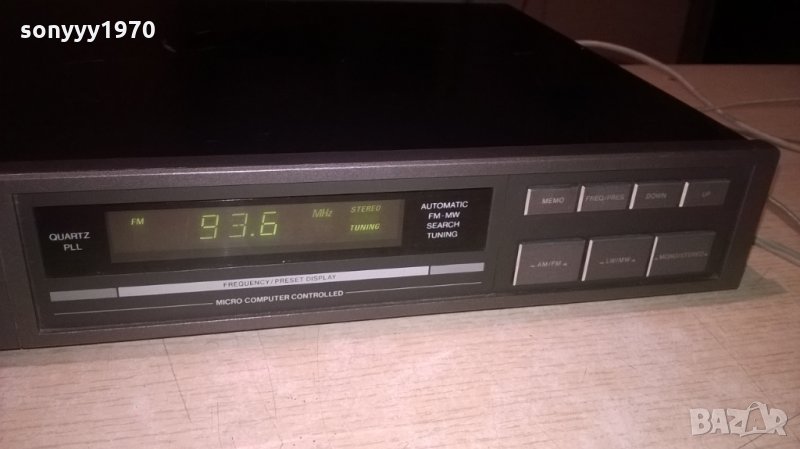 sonyyy1970
QUARTZ
PLL
FM
93.6
MHz
STEREO
TUNING
AUTOMATIC
FM-MW
SEARCH
TUNING
MEMO
FREQ/PRES
DOWN
UP
AM/FM
LW/MW
MONO/STEREO
FREQUENCY/PRESET DISPLAY
MICRO COMPUTER CONTROLLED
BAZAR